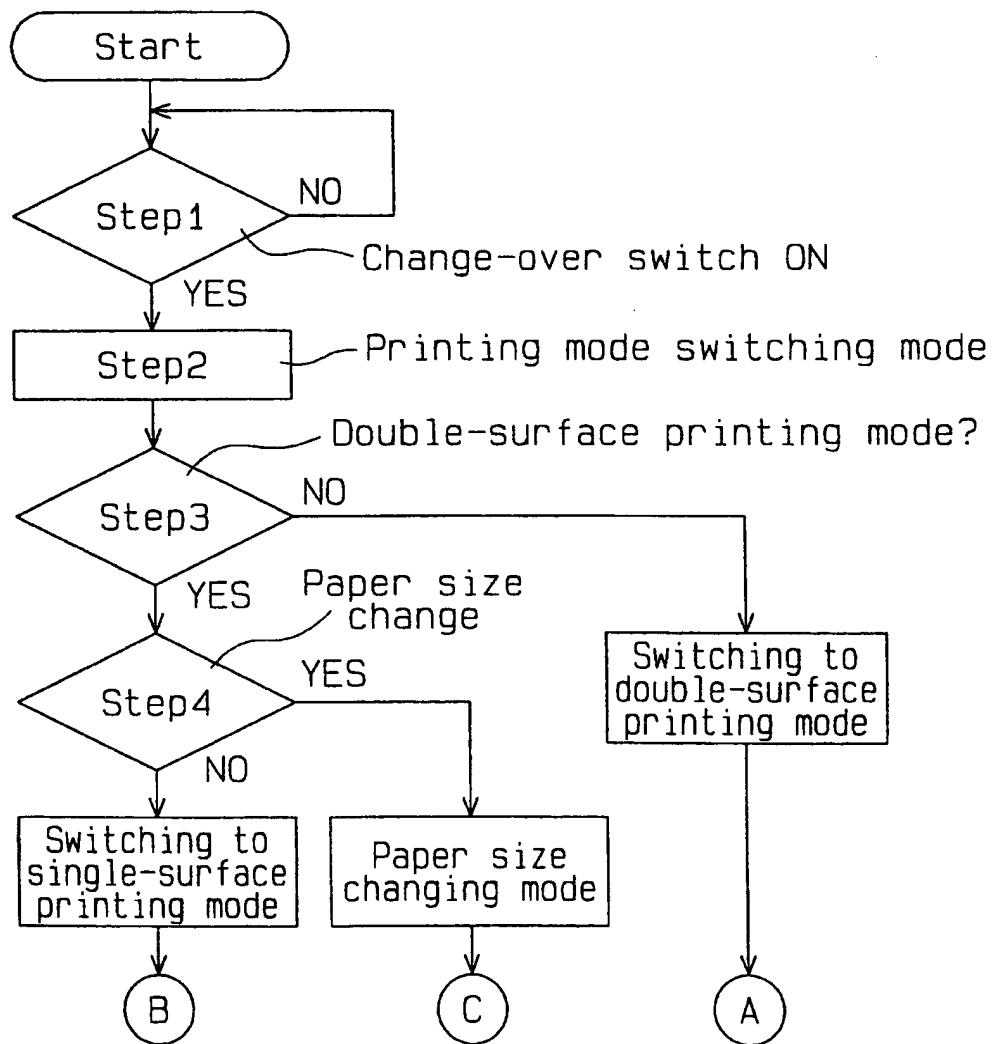 Start
NO
Step1
Change-over switch ON
YES
Step2
Printing mode switching mode
Double-surface printing mode?
NO
Step3
YES
Paper size
change
YES
Step4
NO
Switching to
double-surface
printing mode
Switching to
single-surface
printing mode
Paper size
changing mode
B
C
A